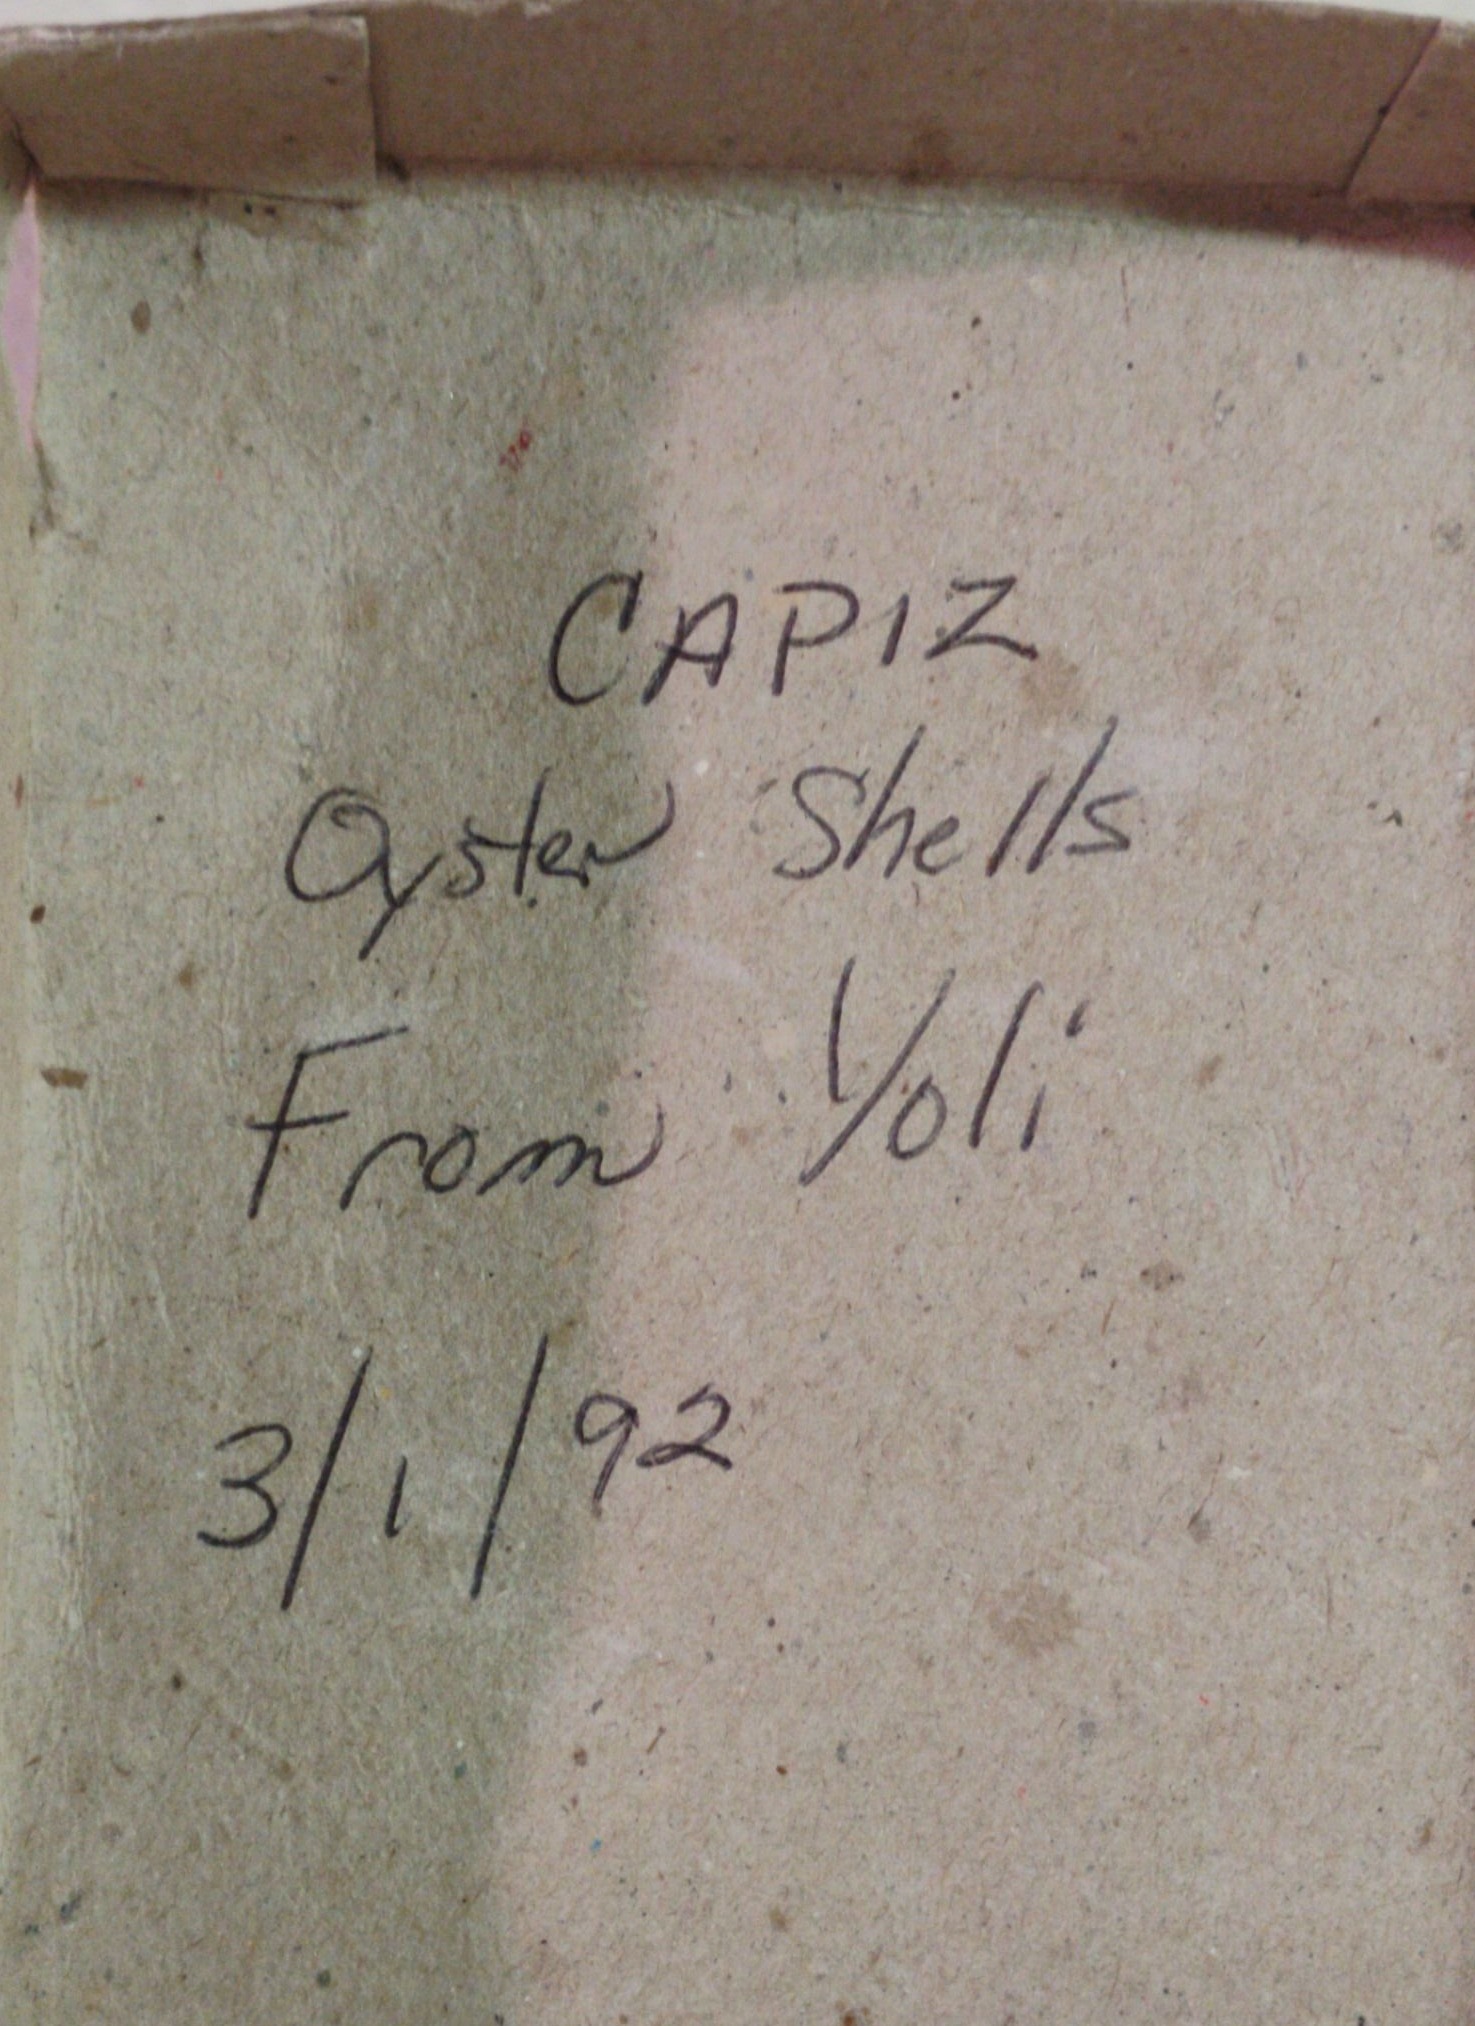 CAPIZ
Oyster Shells
From Yoli
3/1/92